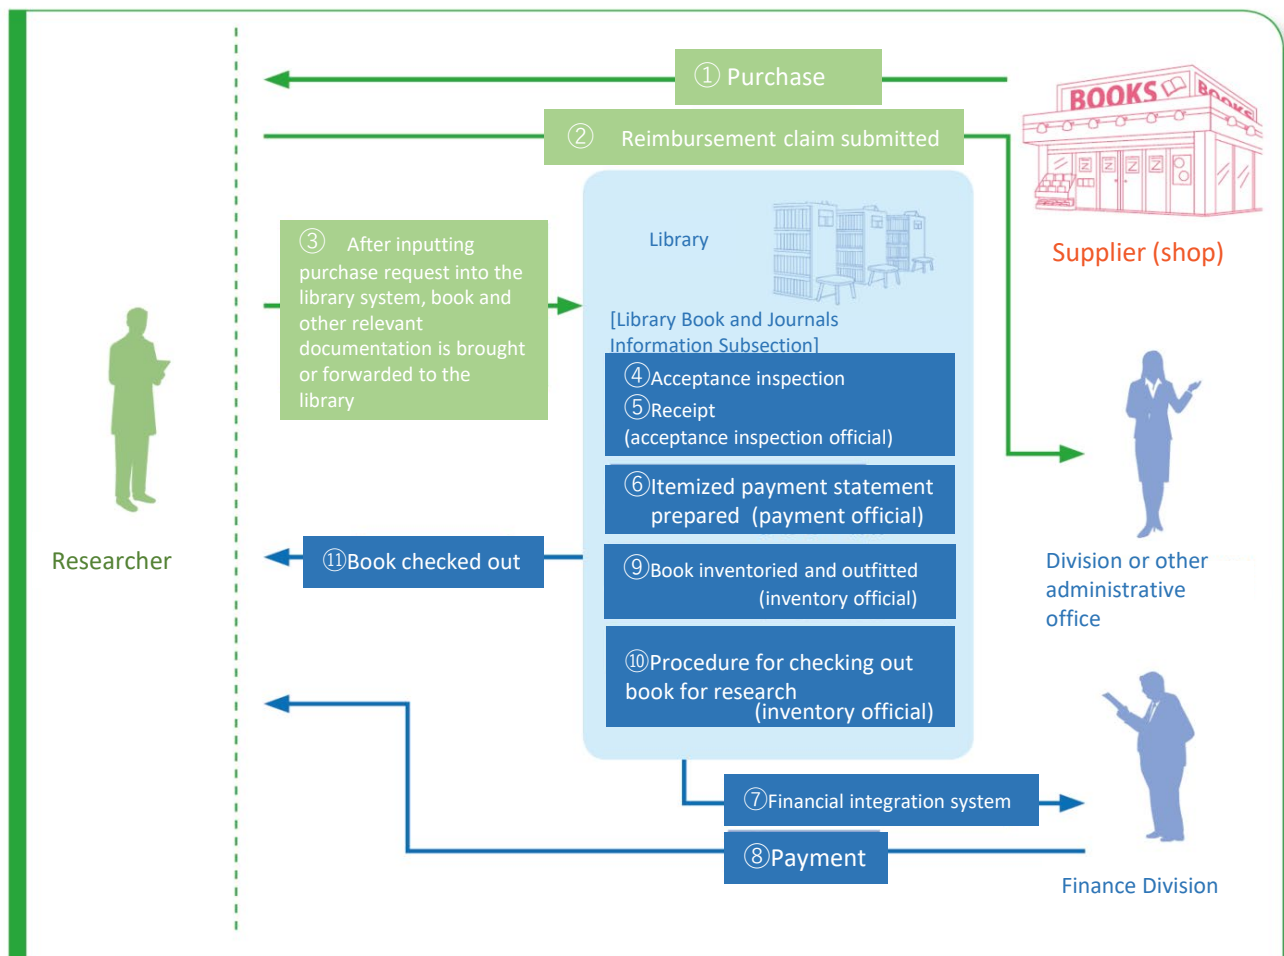 ① Purchase
BOOKS
BOOKS
② Reimbursement claim submitted
Supplier (shop)
③ After inputting
purchase request into the
library system, book and
other relevant
documentation is brought
or forwarded to the
library
Library
[Library Book and Journals
Information Subsection]
④Acceptance inspection
⑤Receipt
(acceptance inspection official)
⑥Itemized payment statement
prepared (payment official)
⑨Book inventoried and outfitted
(inventory official)
⑩Procedure for checking out
book for research
(inventory official)
Researcher
⑪Book checked out
Division or other
administrative
office
⑦Financial integration system
⑧Payment
Finance Division